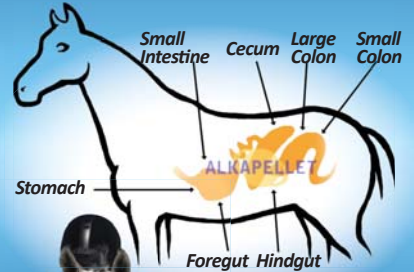 Small
Intestine
Cecum
Large
Colon
Small
Colon
ALKAPELLET
Stomach
Foregut
Hindgut